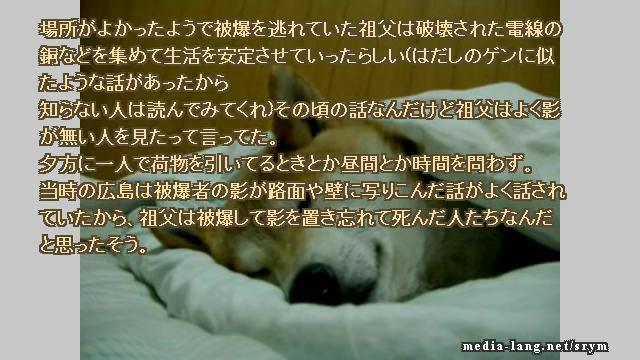 場所がよかったようで被爆を逃れていた祖父は破壊された電線の
銅などを集めて生活を安定させていったらしい(はだしのゲンに似
たような話があったから
知らない人は読んでみてくれ)その頃の話なんだけど祖父はよく影
が無い人を見たって言ってた。
夕方に一人で荷物を引いてるときとか昼間とか時間を問わず。
当時の広島は被爆者の影が路面や壁に写りこんだ話がよく話され
ていたから、祖父は被爆して影を置き忘れて死んだ人たちなんだ
と思ったそう。
media-lang.net/srym